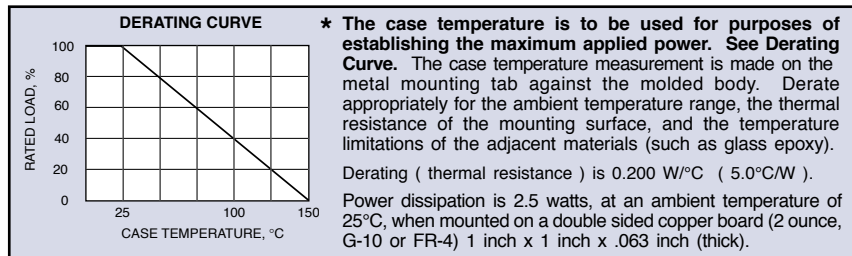 DERATING CURVE
RATED LOAD, %
100
80
60
40
20
0
25
100
150
CASE TEMPERATURE, °C
* The case temperature is to be used for purposes of
establishing the maximum applied power. See Derating
Curve. The case temperature measurement is made on the
metal mounting tab against the molded body. Derate
appropriately for the ambient temperature range, the thermal
resistance of the mounting surface, and the temperature
limitations of the adjacent materials (such as glass epoxy).
Derating ( thermal resistance ) is 0.200 W/°C ( 5.0°C/W ).
Power dissipation is 2.5 watts, at an ambient temperature of
25°C, when mounted on a double sided copper board (2 ounce,
G-10 or FR-4) 1 inch x 1 inch x .063 inch (thick).